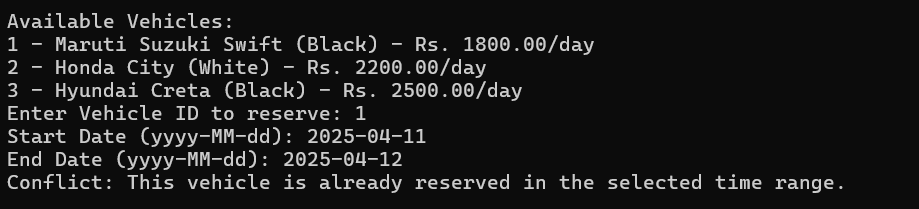 Available Vehicles:
1 - Maruti Suzuki Swift (Black) - Rs. 1800.00/day
2 - Honda City (White) - Rs. 2200.00/day
3 - Hyundai Creta (Black) - Rs. 2500.00/day
Enter Vehicle ID to reserve: 1
Start Date (yyyy-MM-dd): 2025-04-11
End Date (yyyy-MM-dd): 2025-04-12
Conflict: This vehicle is already reserved in the selected time range.